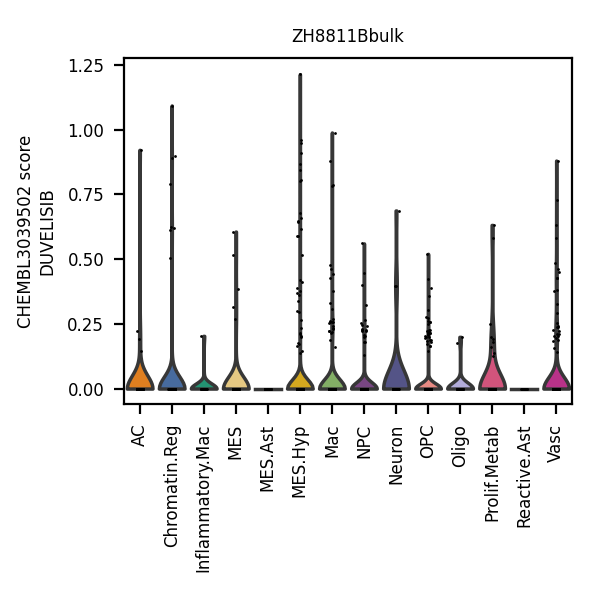 ZH8811Bbulk
CHEMBL3039502 score
DUVELISIB
1.25
1.00
0.75
0.50
0.25
0.00
AC
Chromatin.Reg
Inflammatory.Mac
MES
MES.Ast
MES.Hyp
Mac
NPC
Neuron
OPC
Oligo
Prolif.Metab
Reactive.Ast
Vasc